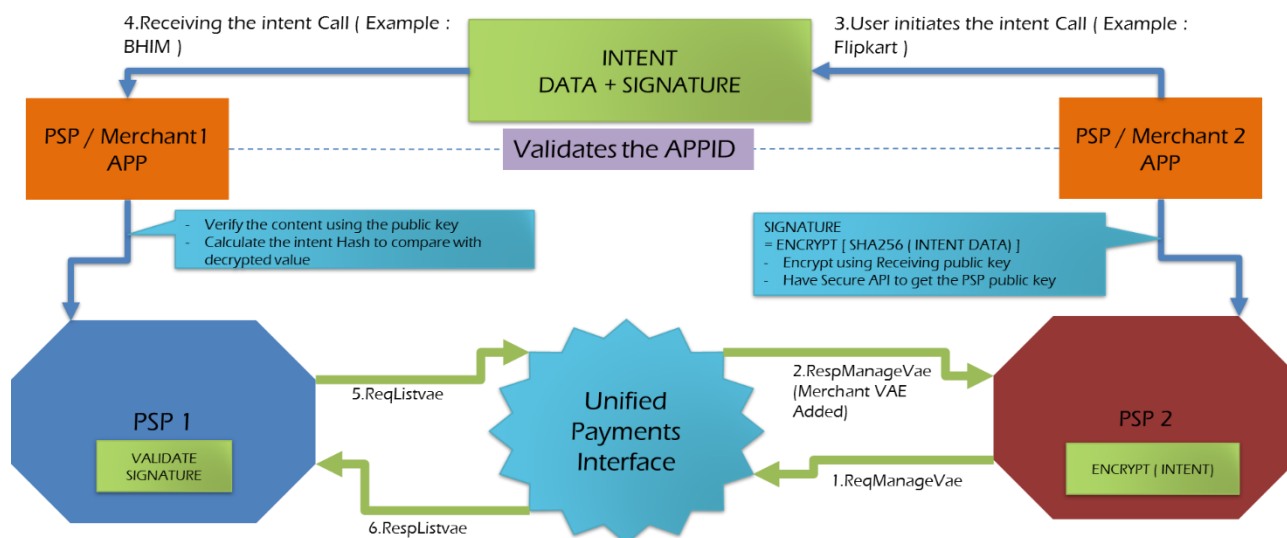 4.Receiving the intent Call ( Example :
BHIM )
INTENT
DATA + SIGNATURE
3.User initiates the intent Call ( Example :
Flipkart )
PSP / Merchant1
APP
Validates the APPID
PSP / Merchant 2
APP
- Verify the content using the public key
- Calculate the intent Hash to compare with
decrypted value
SIGNATURE
= ENCRYPT [ SHA256 ( INTENT DATA) ]
- Encrypt using Receiving public key
- Have Secure API to get the PSP public key
5.ReqListvae
2.RespManageVae
(Merchant VAE
Added)
PSP 1
VALIDATE
SIGNATURE
Unified
Payments
Interface
PSP 2
ENCRYPT ( INTENT)
1.ReqManageVae
6.RespListvae